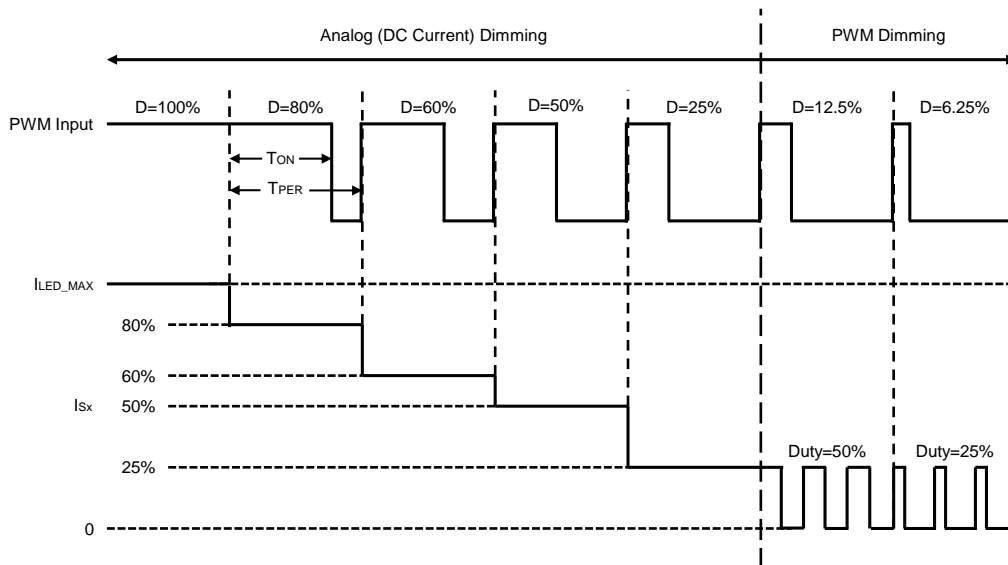 Analog (DC Current) Dimming
PWM Dimming
D=100%
D=80%
D=60%
D=50%
D=25%
D=12.5%
D=6.25%
PWM Input
TON
TPER
ILED_MAX
80%
60%
ISx
50%
25%
Duty=50%
Duty=25%
0